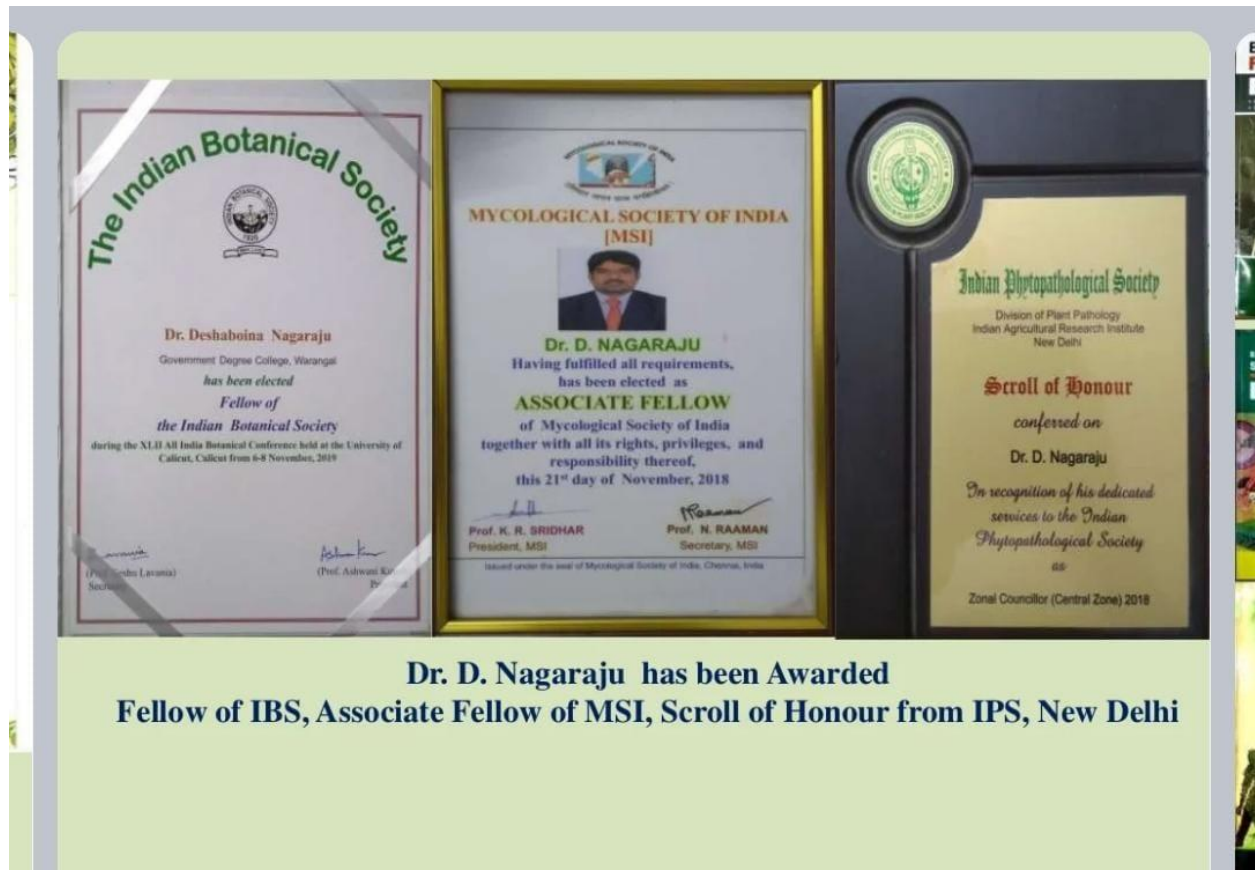 The Indian Botanical Society
Dr. Deshaboina Nagaraju
Government Degree College, Warangal
has been elected
Fellow of
the Indian Botanical Society
during the XLII All India Botanical Conference held at the University of
Calicut, Calicut from 6-8 November, 2019
Lavania)
(Prof. Ashwani
MYCOLOGICAL SOCIETY OF INDIA
MYCOLOGICAL SOCIETY OF INDIA
[MSI]
Dr. D. NAGARAJU
Having fulfilled all requirements,
has been elected as
ASSOCIATE FELLOW
of Mycological Society of India
together with all its rights, privileges, and
responsibility thereof,
this 21st day of November, 2018
Prof. K. R. SRIDHAR
President, MSI
Prof. N. RAAMAN
Secretary, MSI
Issued under the seal of Mycological Society of India, Chennai, India
Indian Phytopathological Society
Division of Plant Pathology
Indian Agricultural Research Institute
New Delhi
Scroll of Honour
conferred on
Dr. D. Nagaraju
In recognition of his dedicated
services to the Indian
Phytopathological Society
as
Zonal Councillor (Central Zone) 2018
Dr. D. Nagaraju has been Awarded
Fellow of IBS, Associate Fellow of MSI, Scroll of Honour from IPS, New Delhi